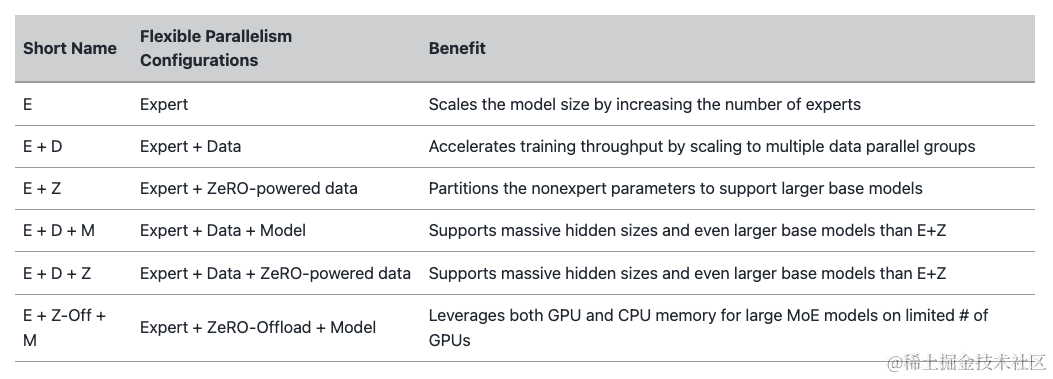 Short Name Flexible Parallelism Configurations Benefit
E Expert Scales the model size by increasing the number of experts
E + D Expert + Data Accelerates training throughput by scaling to multiple data parallel groups
E + Z Expert + ZeRO-powered data Partitions the nonexpert parameters to support larger base models
E + D + M Expert + Data + Model Supports massive hidden sizes and even larger base models than E+Z
E + D + Z Expert + Data + ZeRO-powered data Supports massive hidden sizes and even larger base models than E+Z
E + Z-Off + M Expert + ZeRO-Offload + Model Leverages both GPU and CPU memory for large MoE models on limited # of GPUs
@稀土掘金技术社区